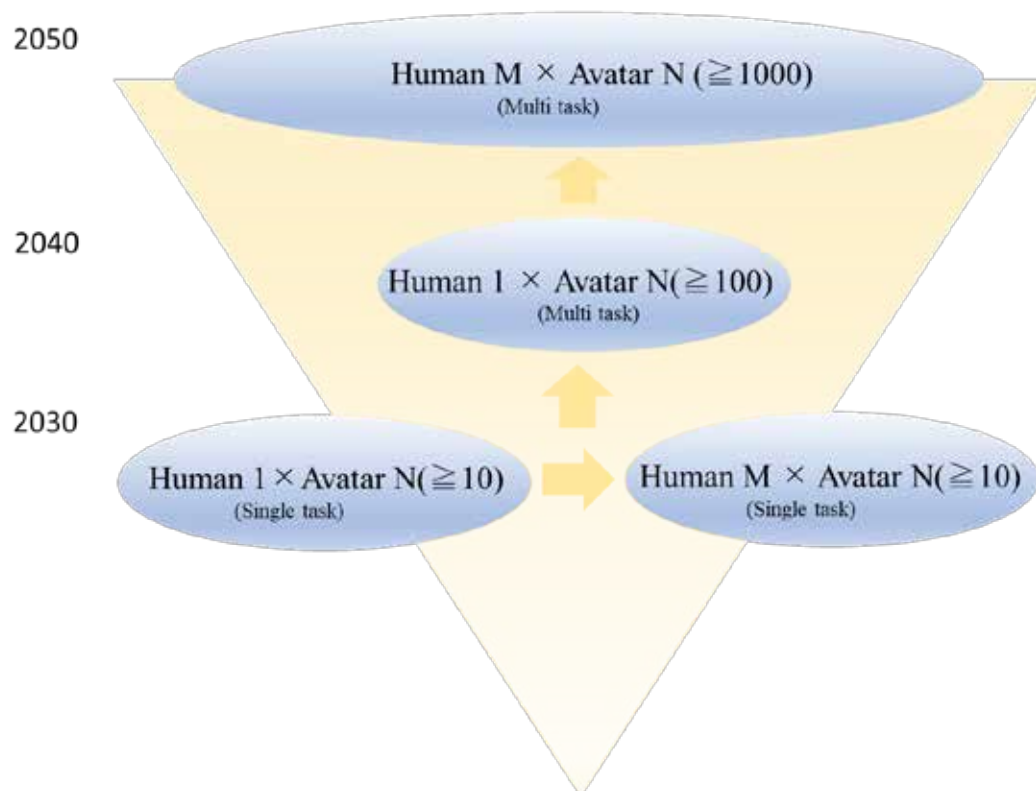 2050
Human M × Avatar N (≧1000)
(Multi task)
2040
Human 1 × Avatar N(≧100)
(Multi task)
2030
Human 1 × Avatar N(≧10)
(Single task)
Human M × Avatar N(≧10)
(Single task)